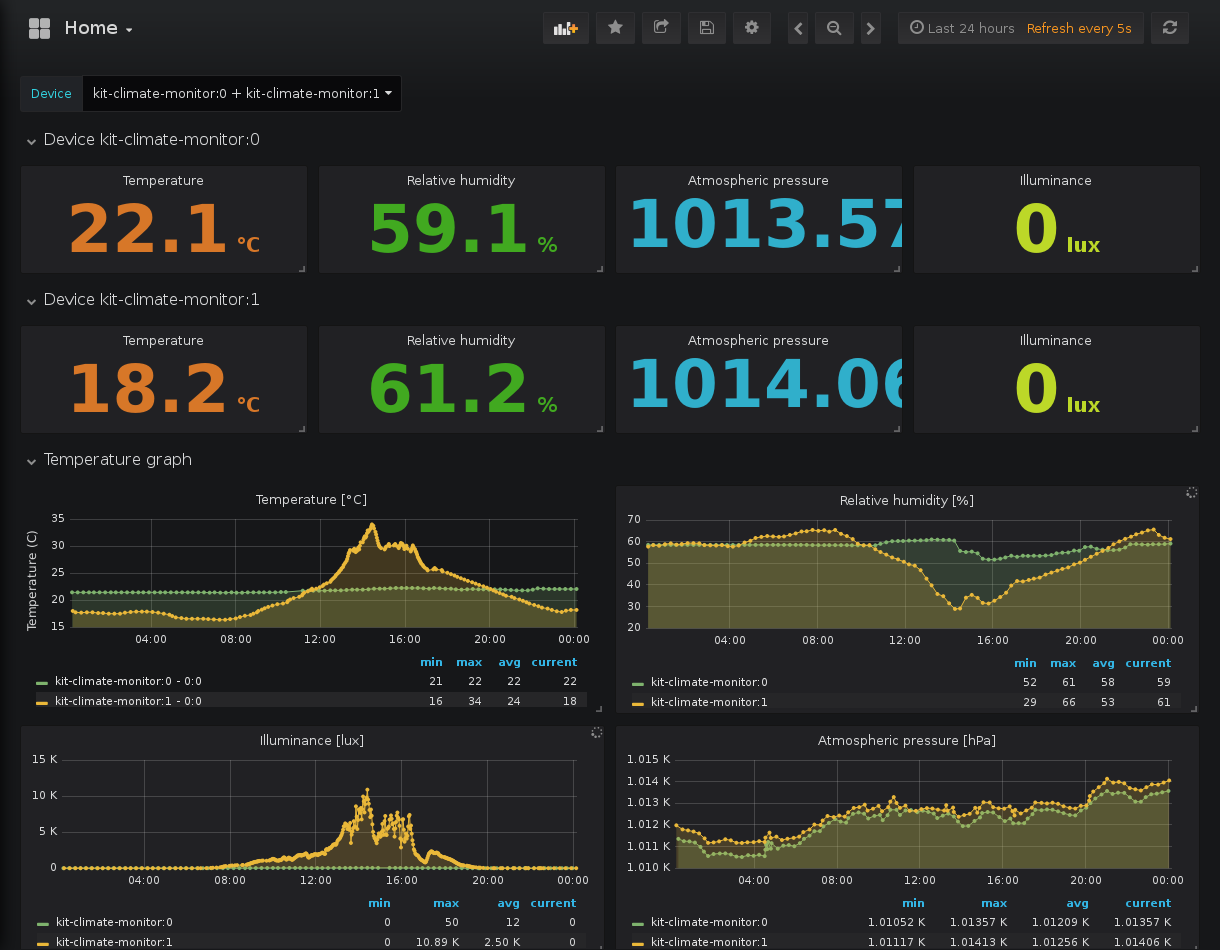 Home
Last 24 hours Refresh every 5s
Device kit-climate-monitor:0 + kit-climate-monitor:1
Device kit-climate-monitor:0
Temperature Relative humidity Atmospheric pressure Illuminance
22.1 °C 59.1 % 1013.57 0 lux
Device kit-climate-monitor:1
Temperature Relative humidity Atmospheric pressure Illuminance
18.2 °C 61.2 % 1014.06 0 lux
Temperature graph
Temperature [°C]
Temperature (C)
35
30
25
20
15
04:00 08:00 12:00 16:00 20:00 00:00
min max avg current
kit-climate-monitor:0 - 0:0 21 22 22 22
kit-climate-monitor:1 - 0:0 16 34 24 18
Relative humidity [%]
70
60
50
40
30
20
04:00 08:00 12:00 16:00 20:00 00:00
min max avg current
kit-climate-monitor:0 52 61 58 59
kit-climate-monitor:1 29 66 53 61
Illuminance [lux]
15 K
10 K
5 K
0
04:00 08:00 12:00 16:00 20:00 00:00
min max avg current
kit-climate-monitor:0 0 50 12 0
kit-climate-monitor:1 0 10.89 K 2.50 K 0
Atmospheric pressure [hPa]
1.015 K
1.014 K
1.013 K
1.012 K
1.011 K
1.010 K
04:00 08:00 12:00 16:00 20:00 00:00
min max avg current
kit-climate-monitor:0 1.01052 K 1.01357 K 1.01209 K 1.01357 K
kit-climate-monitor:1 1.01117 K 1.01413 K 1.01256 K 1.01406 K